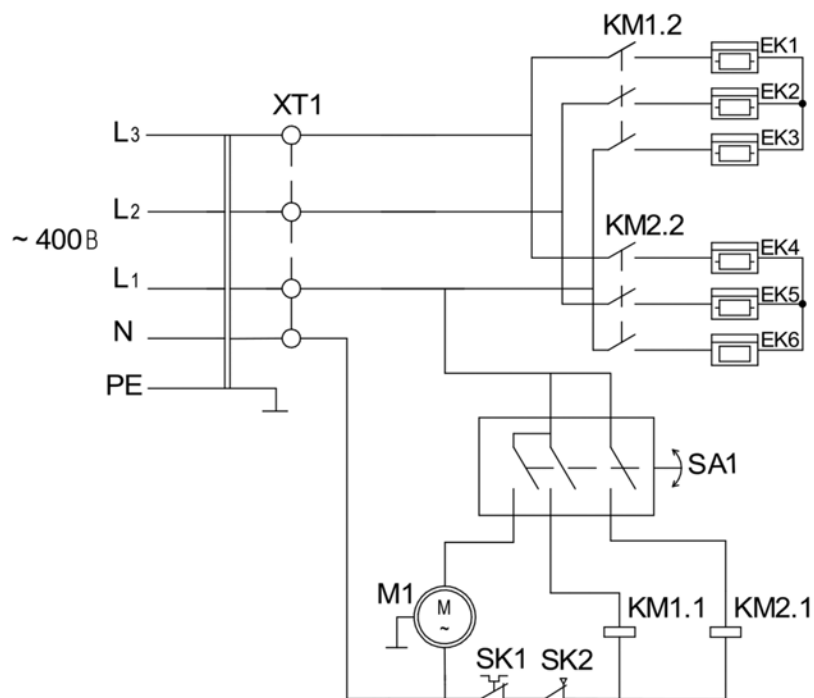 KM1.2
EK1
EK2
EK3
XT1
L3
L2
~ 400В
L1
N
PE
KM2.2
EK4
EK5
EK6
SA1
M1
M
~
KM1.1
KM2.1
SK1
SK2